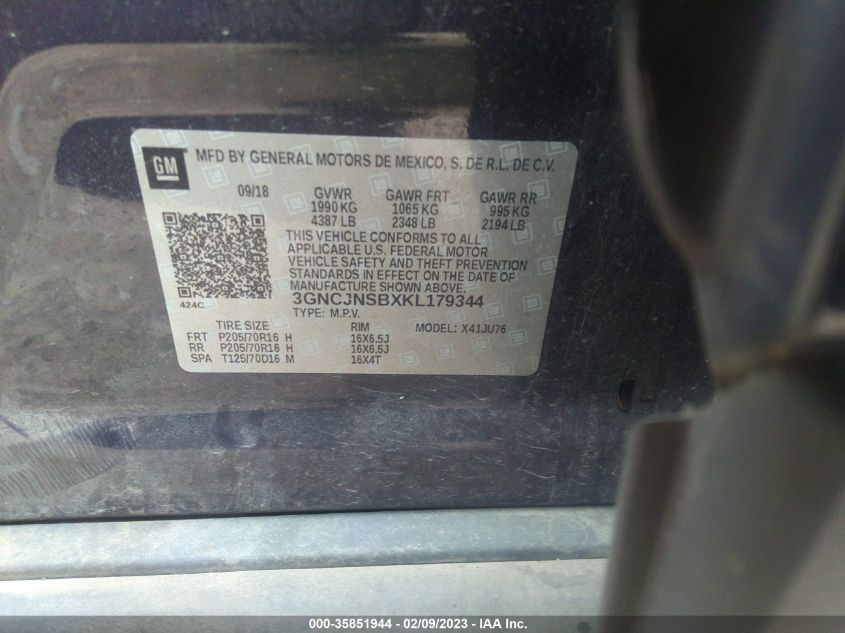 GM
MFD BY GENERAL MOTORS DE MEXICO, S. DE R.L. DE C.V.
09/18 GVWR GAWR FRT GAWR RR
1990 KG 1065 KG 995 KG
4387 LB 2348 LB 2194 LB
THIS VEHICLE CONFORMS TO ALL
APPLICABLE U.S. FEDERAL MOTOR
VEHICLE SAFETY AND THEFT PREVENTION
STANDARDS IN EFFECT ON THE DATE OF
MANUFACTURE SHOWN ABOVE.
424C 3GNCJNSBXKL179344
TYPE: M.P.V.
TIRE SIZE RIM MODEL: X41JU76
FRT P205/70R16 H 16X6.5J
RR P205/70R16 H 16X6.5J
SPA T125/70D16 M 16X4T
000-35851944 - 02/09/2023 - IAA Inc.